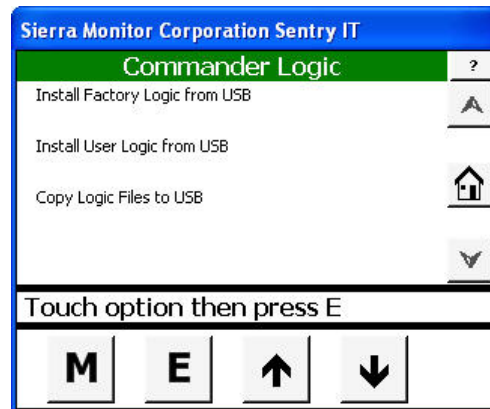 Sierra Monitor Corporation Sentry IT
Commander Logic
?
Install Factory Logic from USB
Install User Logic from USB
Copy Logic Files to USB
Touch option then press E
M E